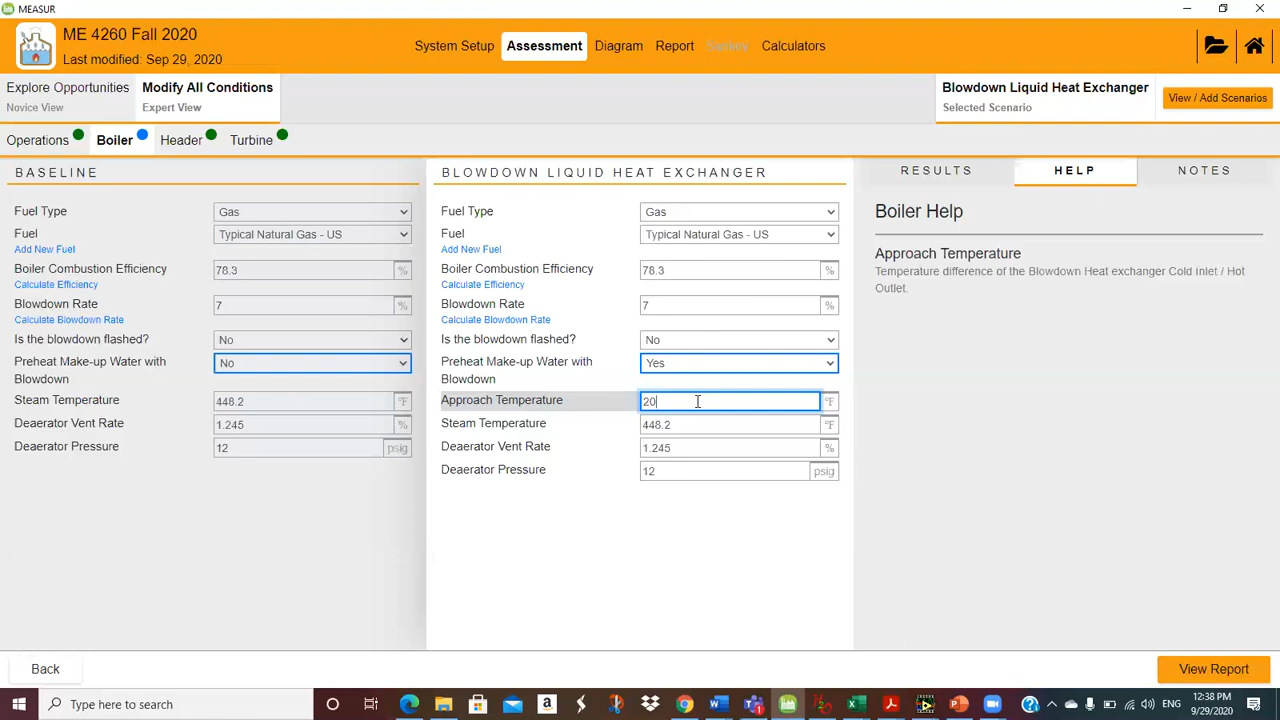 MEASUR
ME 4260 Fall 2020
Last modified: Sep 29, 2020
System Setup Assessment Diagram Report Sankey Calculators
Explore Opportunities
Novice View
Modify All Conditions
Expert View
Blowdown Liquid Heat Exchanger
Selected Scenario
View / Add Scenarios
Operations Boiler Header Turbine
BASELINE
Fuel Type Gas
Fuel Typical Natural Gas - US
Add New Fuel
Boiler Combustion Efficiency 78.3 %
Calculate Efficiency
Blowdown Rate 7 %
Calculate Blowdown Rate
Is the blowdown flashed? No
Preheat Make-up Water with No
Blowdown
Steam Temperature 448.2 °F
Deaerator Vent Rate 1.245 %
Deaerator Pressure 12 psig
BLOWDOWN LIQUID HEAT EXCHANGER
Fuel Type Gas
Fuel Typical Natural Gas - US
Add New Fuel
Boiler Combustion Efficiency 78.3 %
Calculate Efficiency
Blowdown Rate 7 %
Calculate Blowdown Rate
Is the blowdown flashed? No
Preheat Make-up Water with Yes
Blowdown
Approach Temperature 20 °F
Steam Temperature 448.2 °F
Deaerator Vent Rate 1.245 %
Deaerator Pressure 12 psig
RESULTS HELP NOTES
Boiler Help
Approach Temperature
Temperature difference of the Blowdown Heat exchanger Cold Inlet / Hot
Outlet.
Back
View Report
Type here to search
ENG
12:38 PM
9/29/2020